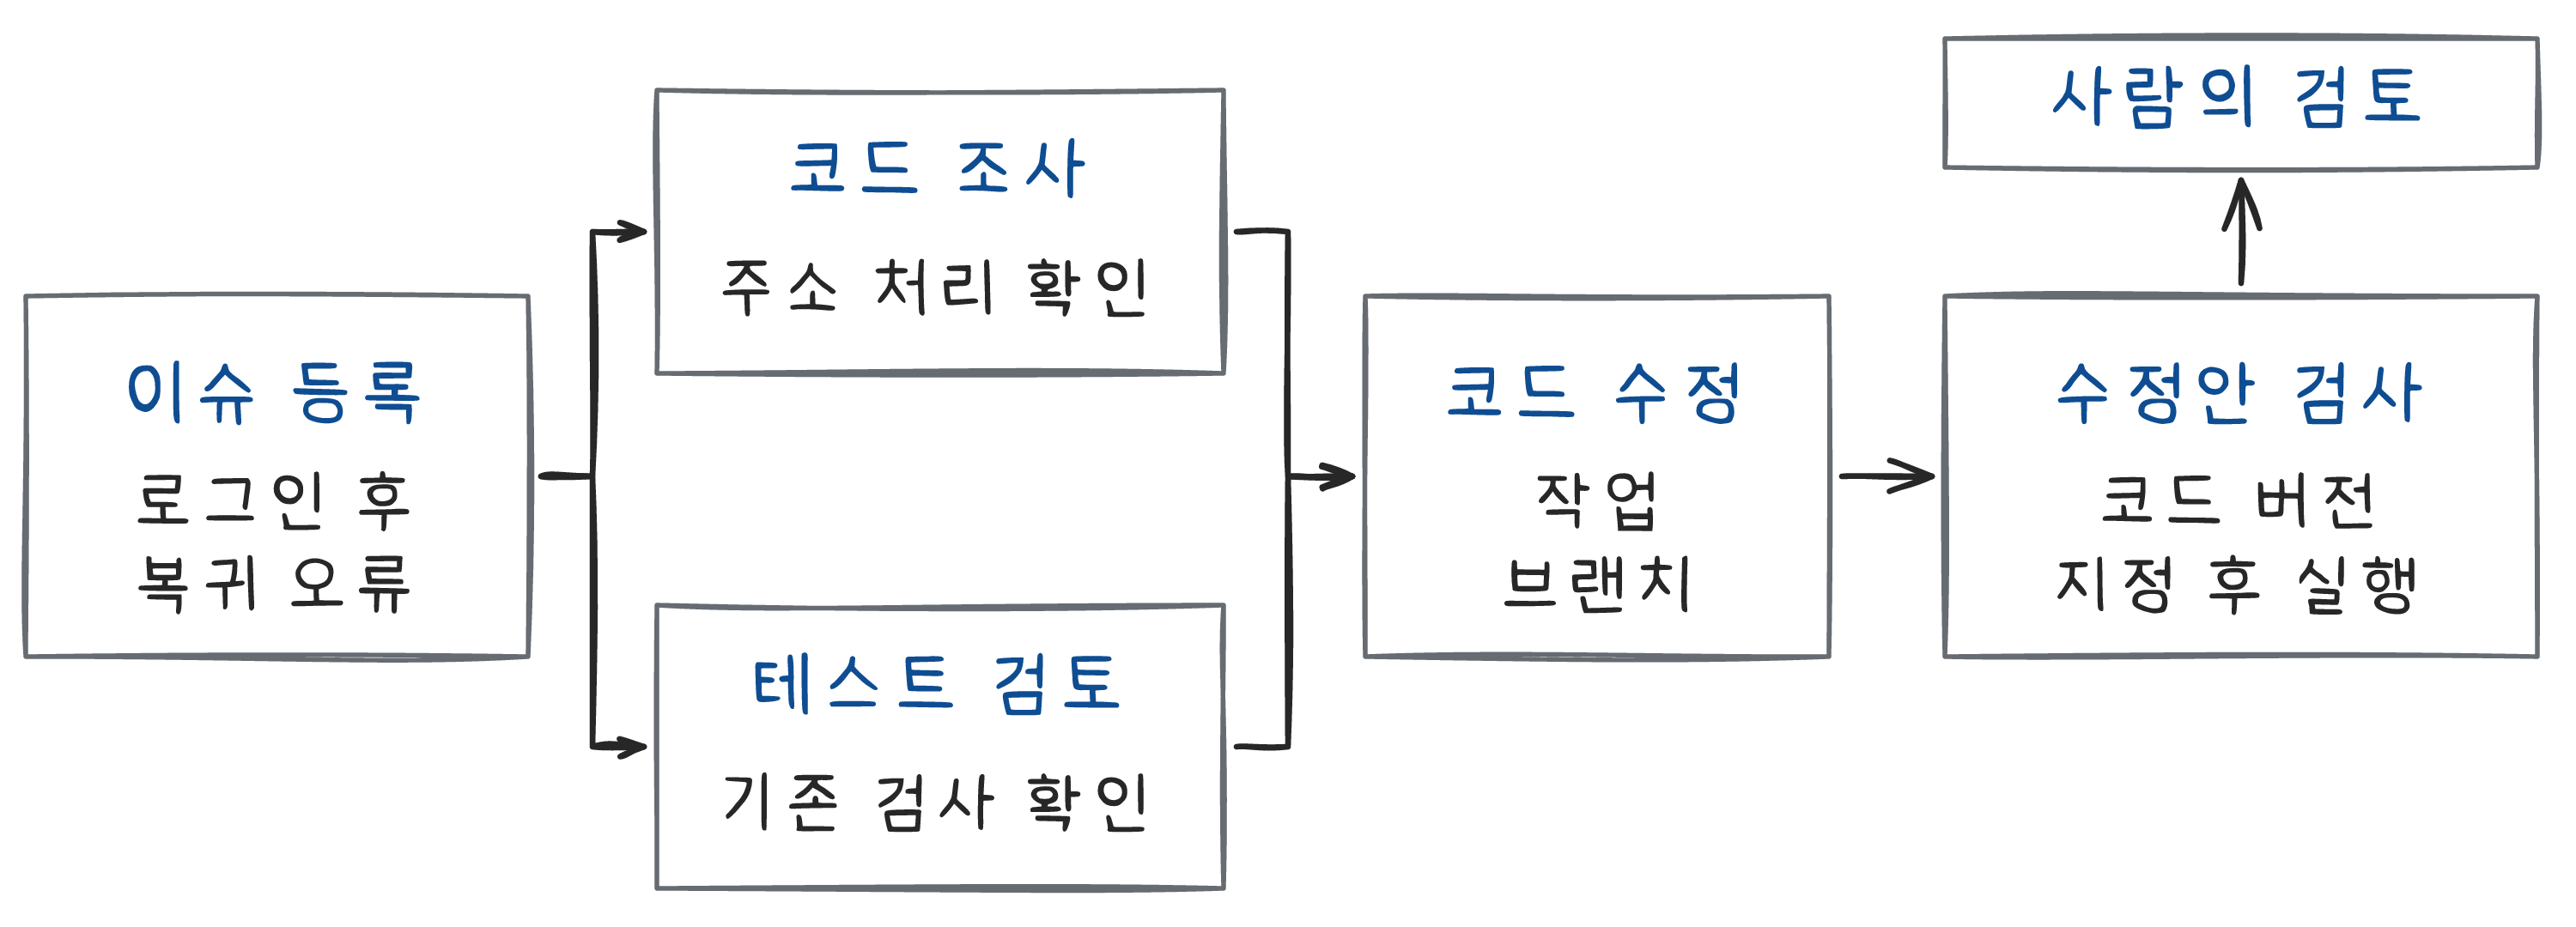 이슈 등록
로그인 후
복귀 오류
코드 조사
주소 처리 확인
테스트 검토
기존 검사 확인
코드 수정
작업
브랜치
수정안 검사
코드 버전
지정 후 실행
사람의 검토